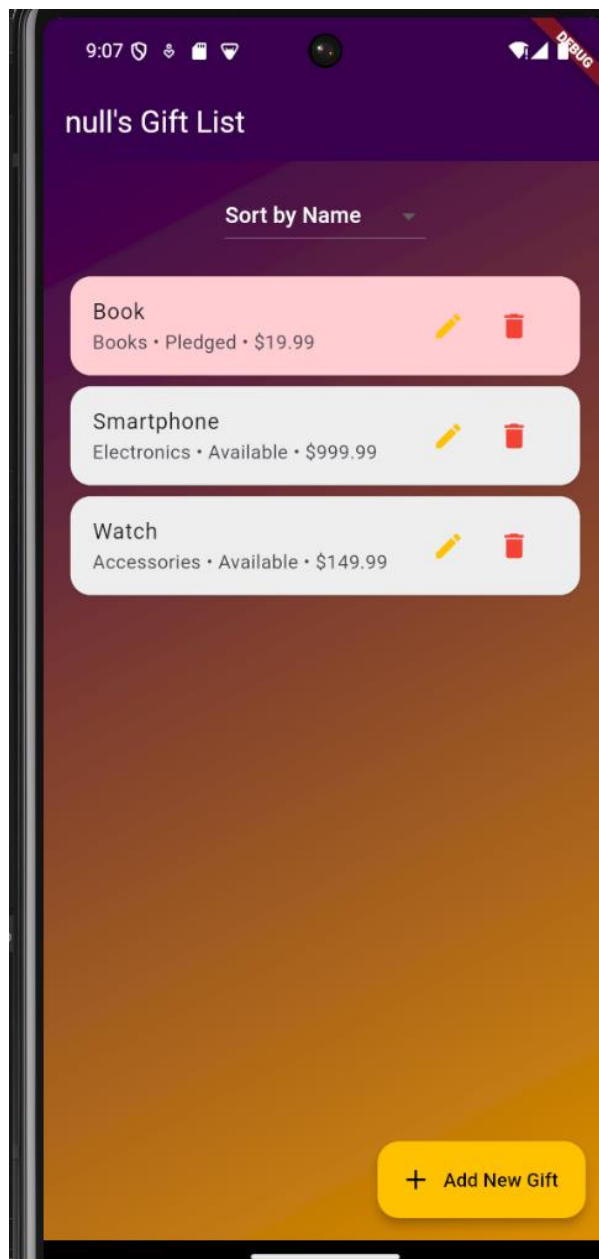 9:07
DEBUG
null's Gift List
Sort by Name
Book
Books • Pledged • $19.99
Smartphone
Electronics • Available • $999.99
Watch
Accessories • Available • $149.99
+ Add New Gift